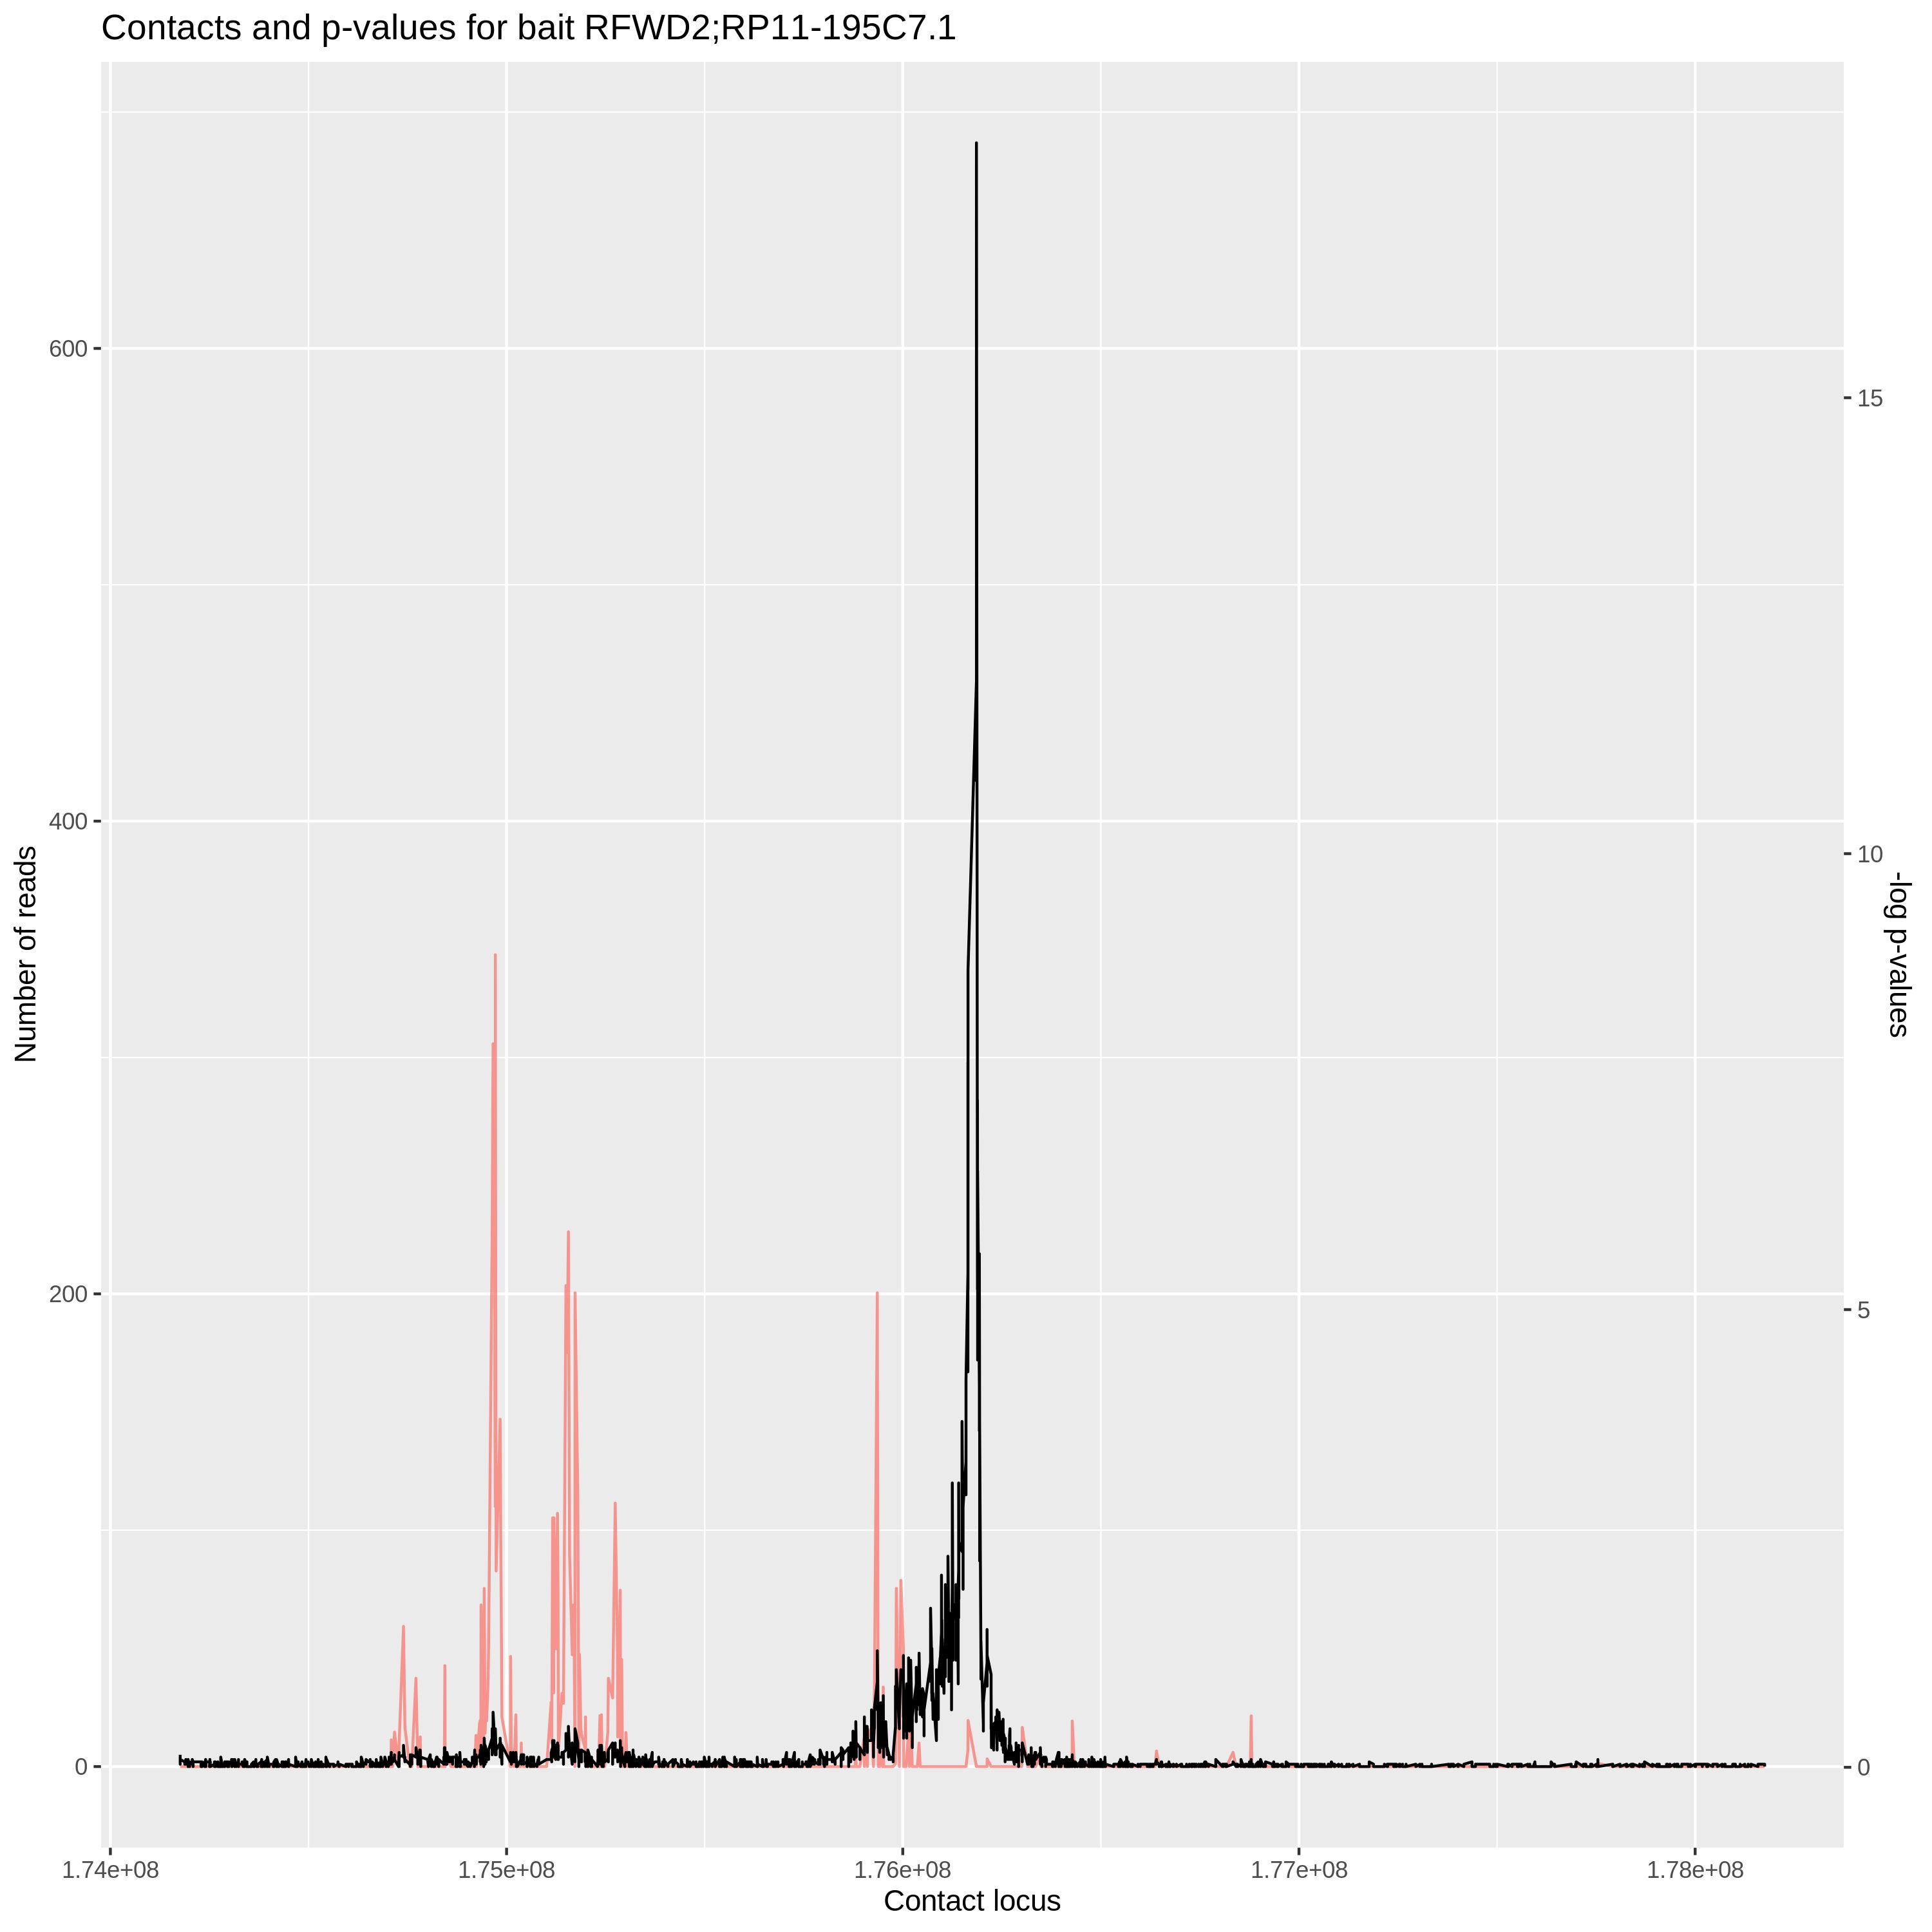 Contacts and p-values for bait RFWD2;RP11-195C7.1
600
400
200
0
Number of reads
15
10
5
0
-log p-values
1.74e+08
1.75e+08
1.76e+08
1.77e+08
1.78e+08
Contact locus